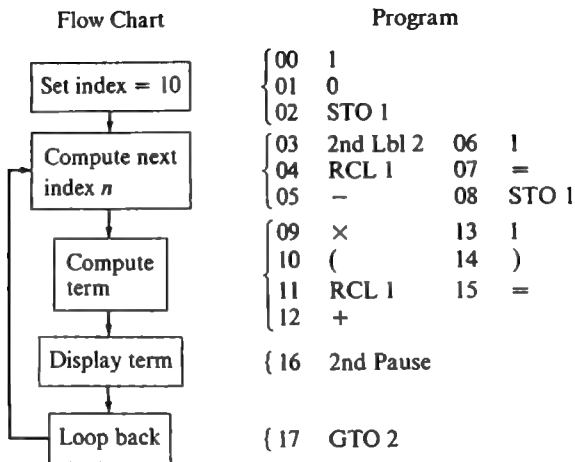 Flow Chart Program
Set index = 10
{ 00 1
01 0
02 STO 1
Compute next
index n
{ 03 2nd Lbl 2 06 1
04 RCL 1 07 =
05 − 08 STO 1
Compute
term
{ 09 × 13 1
10 ( 14 )
11 RCL 1 15 =
12 +
Display term { 16 2nd Pause
Loop back { 17 GTO 2